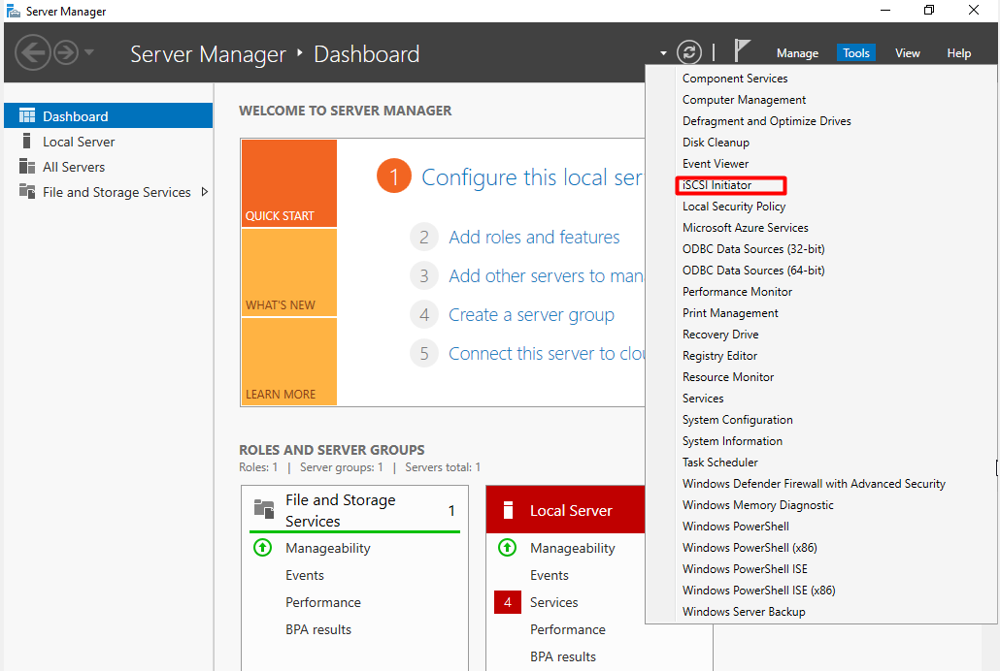 Server Manager
Server Manager Dashboard
Manage Tools View Help
Dashboard
Local Server
All Servers
File and Storage Services
WELCOME TO SERVER MANAGER
QUICK START
WHAT'S NEW
LEARN MORE
1 Configure this local ser
2 Add roles and features
3 Add other servers to man
4 Create a server group
5 Connect this server to clou
ROLES AND SERVER GROUPS
Roles: 1 | Server groups: 1 | Servers total: 1
File and Storage
Services
1
Manageability
Events
Performance
BPA results
Local Server
Manageability
Events
4 Services
Performance
BPA results
Component Services
Computer Management
Defragment and Optimize Drives
Disk Cleanup
Event Viewer
iSCSI Initiator
Local Security Policy
Microsoft Azure Services
ODBC Data Sources (32-bit)
ODBC Data Sources (64-bit)
Performance Monitor
Print Management
Recovery Drive
Registry Editor
Resource Monitor
Services
System Configuration
System Information
Task Scheduler
Windows Defender Firewall with Advanced Security
Windows Memory Diagnostic
Windows PowerShell
Windows PowerShell (x86)
Windows PowerShell ISE
Windows PowerShell ISE (x86)
Windows Server Backup